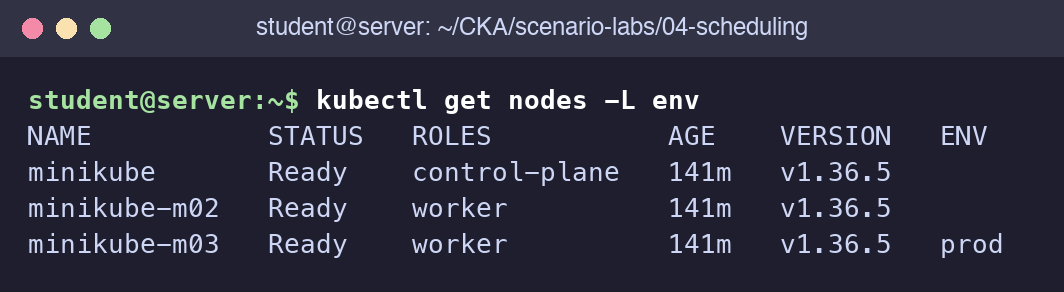 student@server: ~/CKA/scenario-labs/04-scheduling
student@server:~$ kubectl get nodes -L env
NAME STATUS ROLES AGE VERSION ENV
minikube Ready control-plane 141m v1.36.5
minikube-m02 Ready worker 141m v1.36.5
minikube-m03 Ready worker 141m v1.36.5 prod